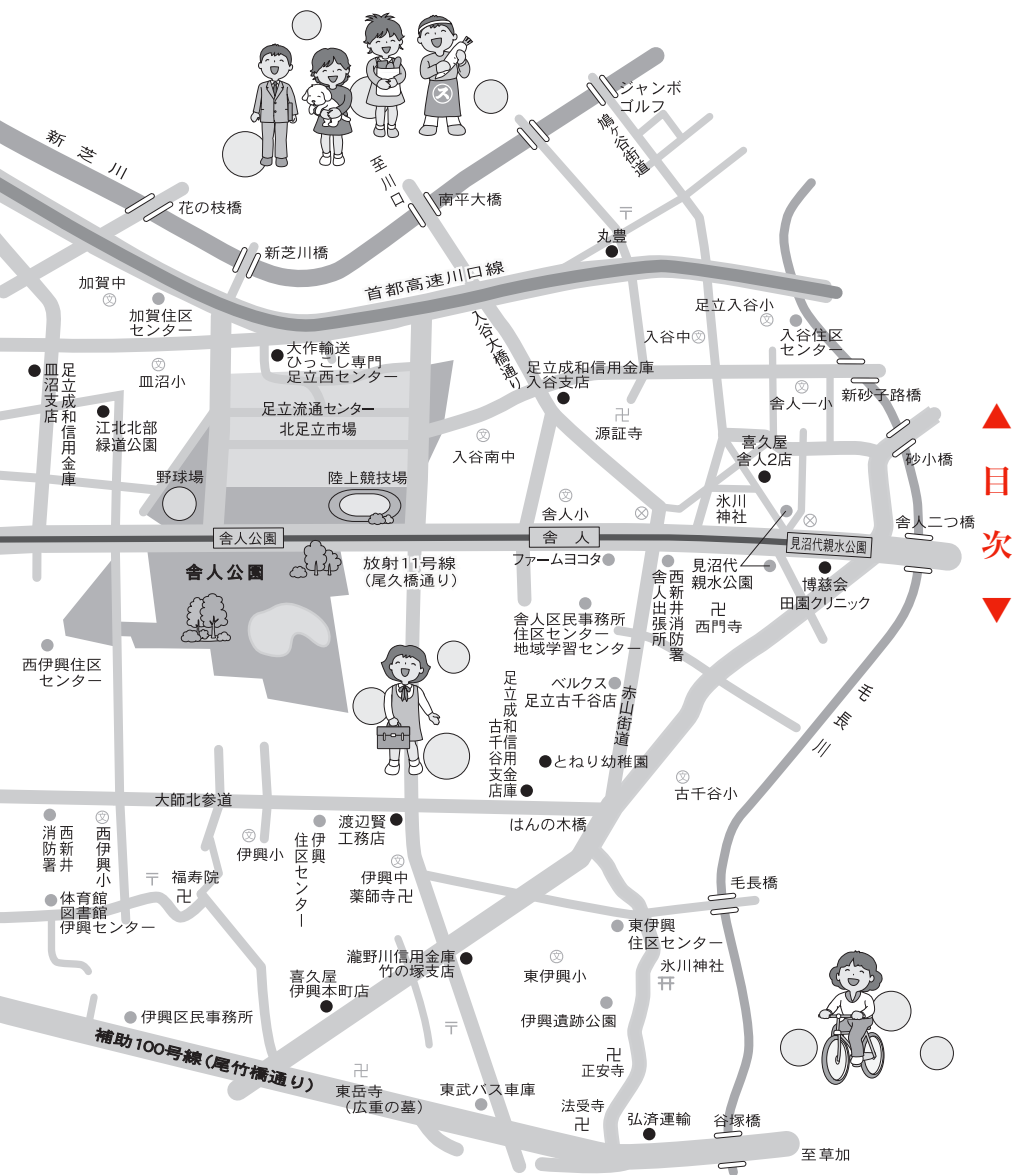 ス
ジャンボ
ゴルフ
鳩ヶ谷街道
新芝川
至川口
花の枝橋
南平大橋
新芝川橋
〒
丸豊
首都高速川口線
加賀中
文
加賀住区
センター
足立入谷小
文
入谷中文
入谷住区
センター
入谷大橋通り
大作輸送
ひっこし専門
足立西センター
文
皿沼小
足立成和信用金庫
皿沼支店
足立成和信用金庫
入谷支店
文
舎人一小
新砂子路橋
江北北部
緑道公園
足立流通センター
北足立市場
文
入谷南中
卍
源証寺
喜久屋
舎人2店
砂小橋
野球場
陸上競技場
文
舎人小
氷川
神社
舎人二つ橋
舎人公園
舎人
見沼代親水公園
舎人公園
放射11号線
(尾久橋通り)
ファームヨコタ
西新井消防署
舎人出張所
見沼代
親水公園
博慈会
田園クリニック
卍
西門寺
舎人区民事務所
住区センター
地域学習センター
西伊興住区
センター
ベルクス
足立古千谷店
赤山街道
足立成和信用金庫
古千谷支店
とねり幼稚園
毛長川
文
古千谷小
大師北参道
はんの木橋
西新井
消防署
文
西伊興小
文
伊興小
伊興
住区センター
渡辺賢
工務店
文
伊興中
薬師寺卍
〒
福寿院
卍
毛長橋
体育館
図書館
伊興センター
東伊興
住区センター
瀧野川信用金庫
竹の塚支店
文
東伊興小
氷川神社
喜久屋
伊興本町店
伊興遺跡公園
伊興区民事務所
〒
補助100号線(尾竹橋通り)
卍
正安寺
卍
東岳寺
(広重の墓)
東武バス車庫
法受寺
卍
弘済運輸
谷塚橋
至草加
▲
目
次
▼